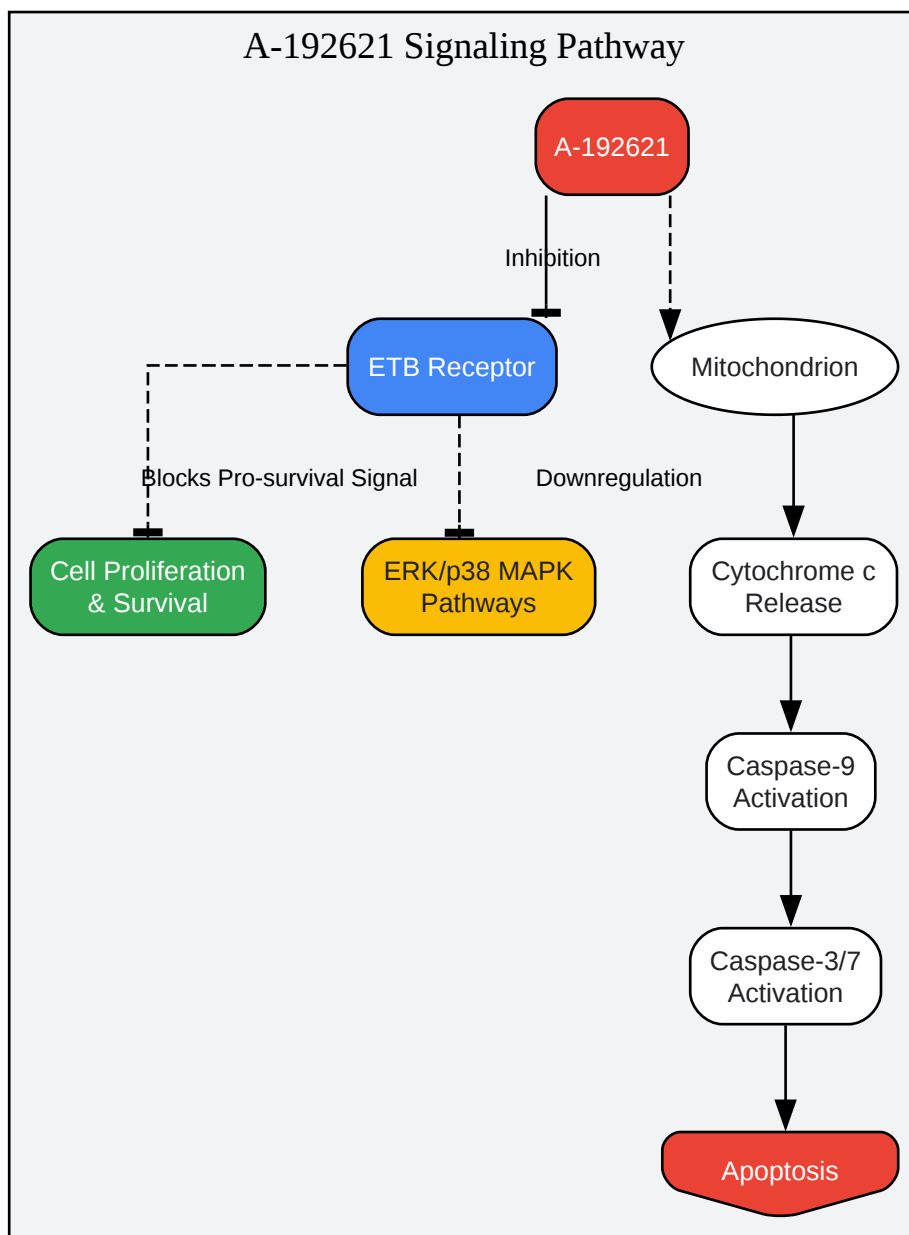 A-192621 Signaling Pathway
A-192621
Inhibition
ETB Receptor
Mitochondrion
Blocks Pro-survival Signal
Downregulation
Cell Proliferation
& Survival
ERK/p38 MAPK
Pathways
Cytochrome c
Release
Caspase-9
Activation
Caspase-3/7
Activation
Apoptosis